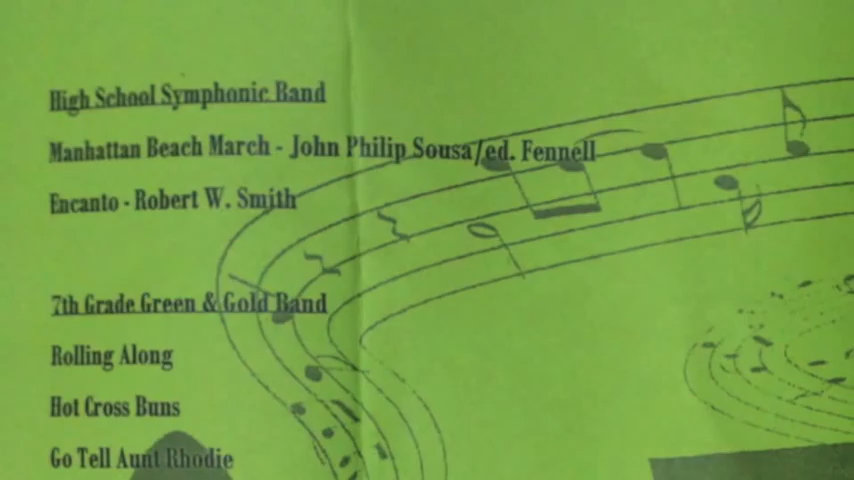 High School Symphonic Band
Manhattan Beach March - John Philip Sousa/ed. Fennell
Encanto - Robert W. Smith
7th Grade Green & Gold Band
Rolling Along
Hot Cross Buns
Go Tell Aunt Rhodie